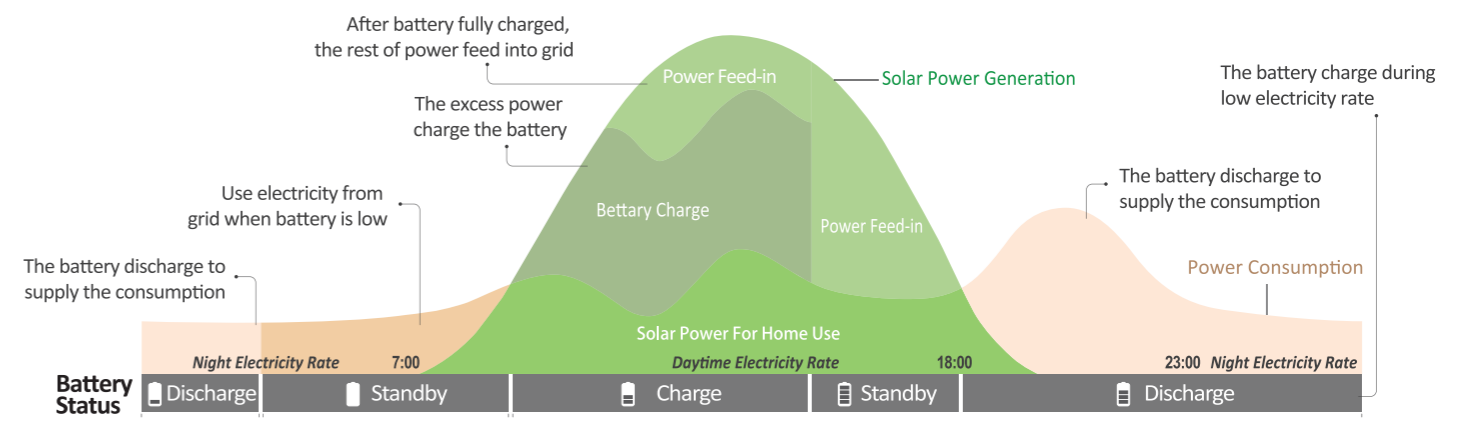 After battery fully charged,
the rest of power feed into grid
The excess power
charge the battery
Use electricity from
grid when battery is low
The battery discharge to
supply the consumption
Power Feed-in
Solar Power Generation
The battery charge during
low electricity rate
The battery discharge to
supply the consumption
Bettary Charge
Power Feed-in
Power Consumption
Solar Power For Home Use
Night Electricity Rate
7:00
Daytime Electricity Rate
18:00
23:00 Night Electricity Rate
Battery
Status
Discharge
Standby
Charge
Standby
Discharge